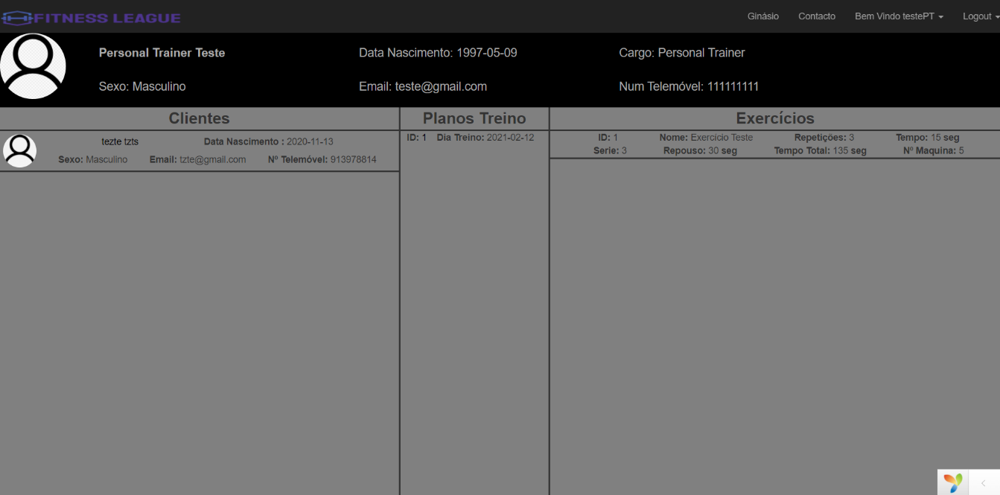 FITNESS LEAGUE
Ginásio Contacto Bem Vindo testePT Logout
Personal Trainer Teste Data Nascimento: 1997-05-09 Cargo: Personal Trainer
Sexo: Masculino Email: teste@gmail.com Num Telemóvel: 111111111
Clientes
tezte tzts Data Nascimento : 2020-11-13
Sexo: Masculino Email: tzte@gmail.com Nº Telemóvel: 913978814
Planos Treino
ID: 1 Dia Treino: 2021-02-12
Exercícios
ID: 1 Nome: Exercicio Teste Repetições: 3 Tempo: 15 seg
Serie: 3 Repouso: 30 seg Tempo Total: 135 seg Nº Maquina: 5